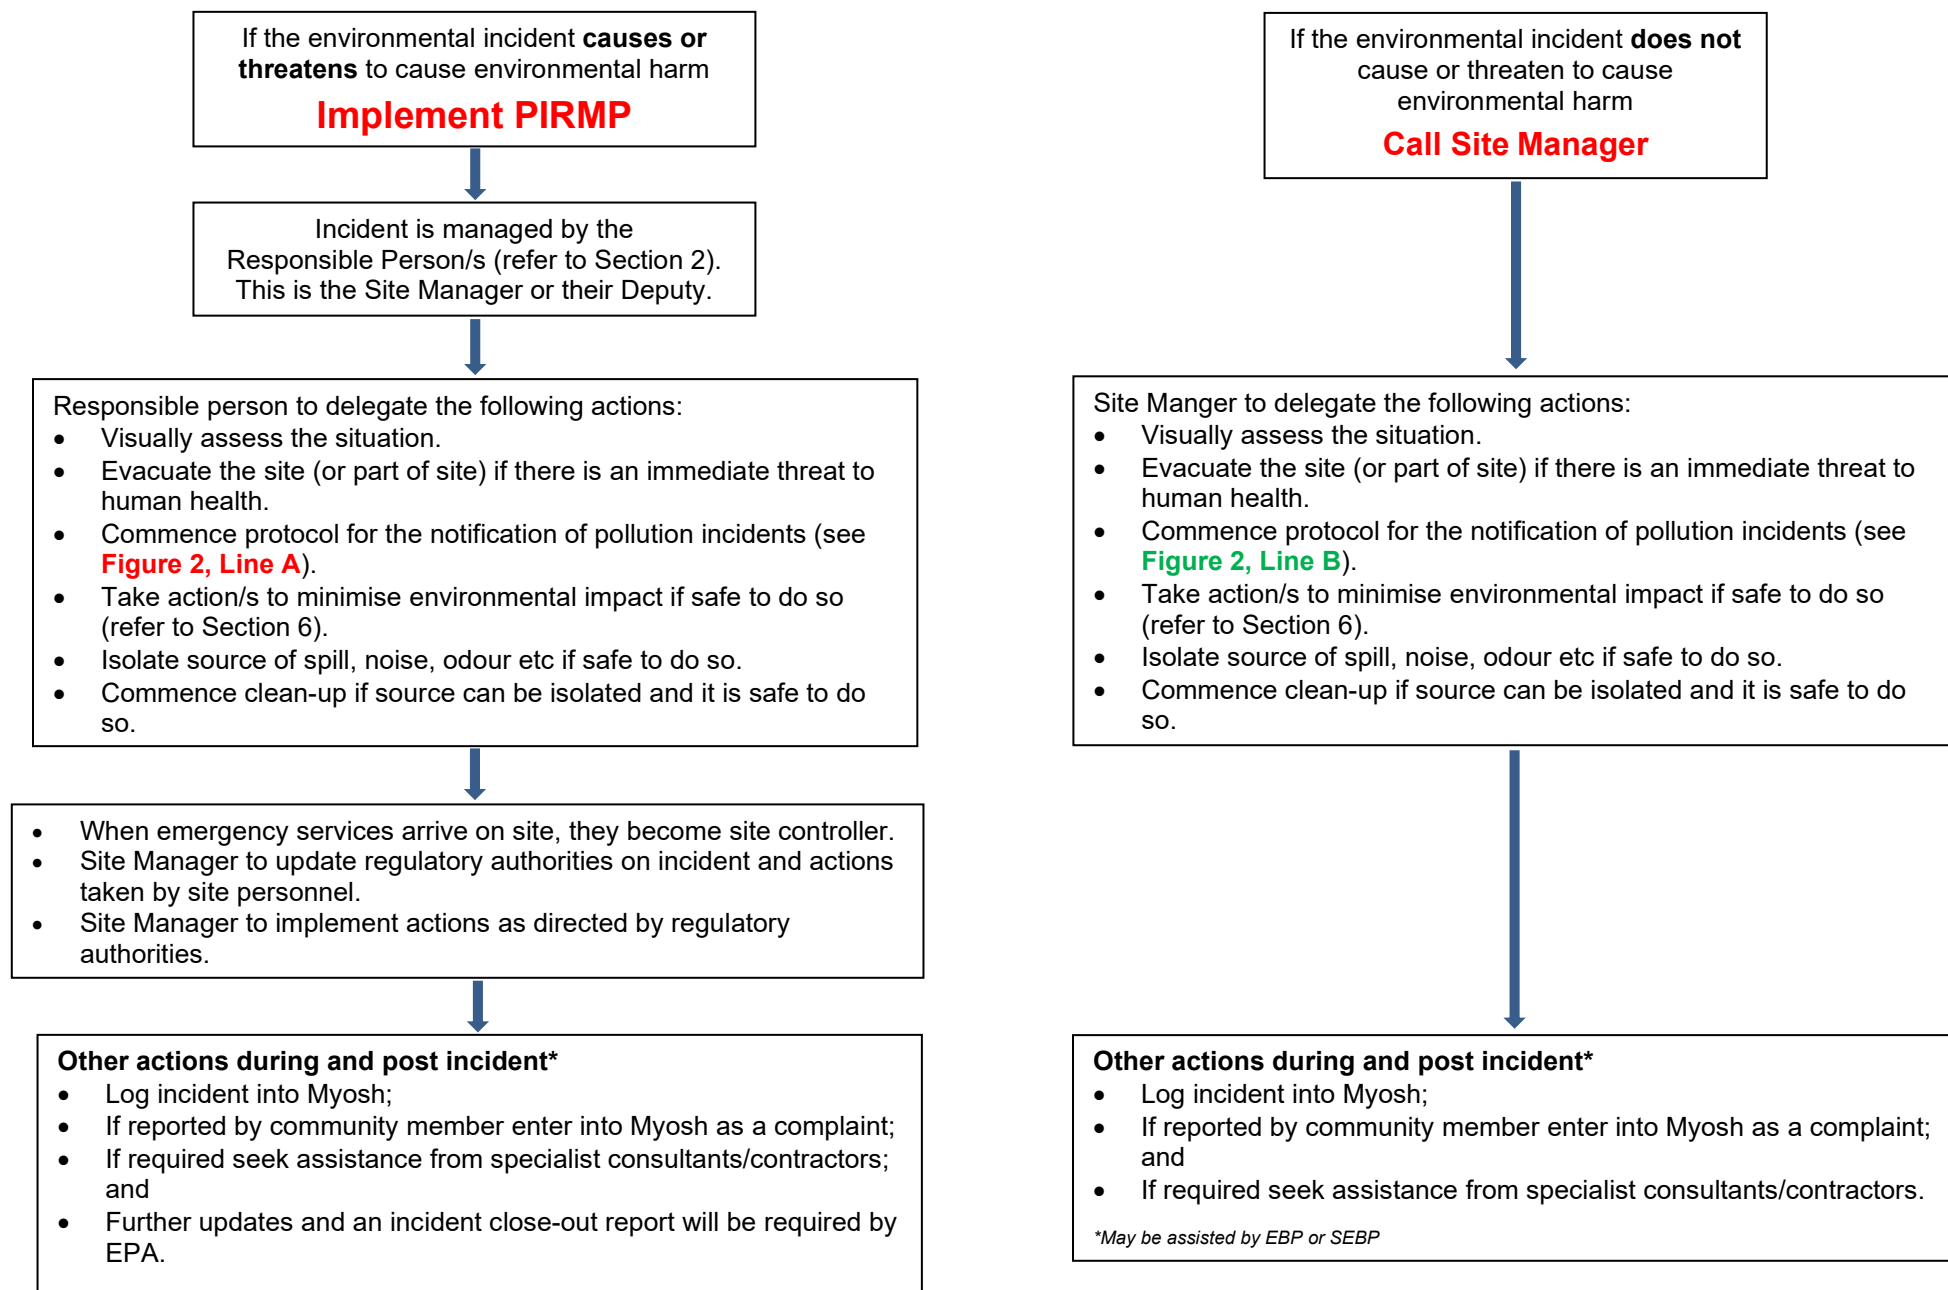 If the environmental incident causes or
threatens to cause environmental harm
Implement PIRMP
Incident is managed by the
Responsible Person/s (refer to Section 2).
This is the Site Manager or their Deputy.
Responsible person to delegate the following actions:
• Visually assess the situation.
• Evacuate the site (or part of site) if there is an immediate threat to
human health.
• Commence protocol for the notification of pollution incidents (see
Figure 2, Line A).
• Take action/s to minimise environmental impact if safe to do so
(refer to Section 6).
• Isolate source of spill, noise, odour etc if safe to do so.
• Commence clean-up if source can be isolated and it is safe to do
so.
• When emergency services arrive on site, they become site controller.
• Site Manager to update regulatory authorities on incident and actions
taken by site personnel.
• Site Manager to implement actions as directed by regulatory
authorities.
Other actions during and post incident*
• Log incident into Myosh;
• If reported by community member enter into Myosh as a complaint;
• If required seek assistance from specialist consultants/contractors;
and
• Further updates and an incident close-out report will be required by
EPA.
If the environmental incident does not
cause or threaten to cause
environmental harm
Call Site Manager
Site Manger to delegate the following actions:
• Visually assess the situation.
• Evacuate the site (or part of site) if there is an immediate threat to
human health.
• Commence protocol for the notification of pollution incidents (see
Figure 2, Line B).
• Take action/s to minimise environmental impact if safe to do so
(refer to Section 6).
• Isolate source of spill, noise, odour etc if safe to do so.
• Commence clean-up if source can be isolated and it is safe to do
so.
Other actions during and post incident*
• Log incident into Myosh;
• If reported by community member enter into Myosh as a complaint;
and
• If required seek assistance from specialist consultants/contractors.
*May be assisted by EBP or SEBP